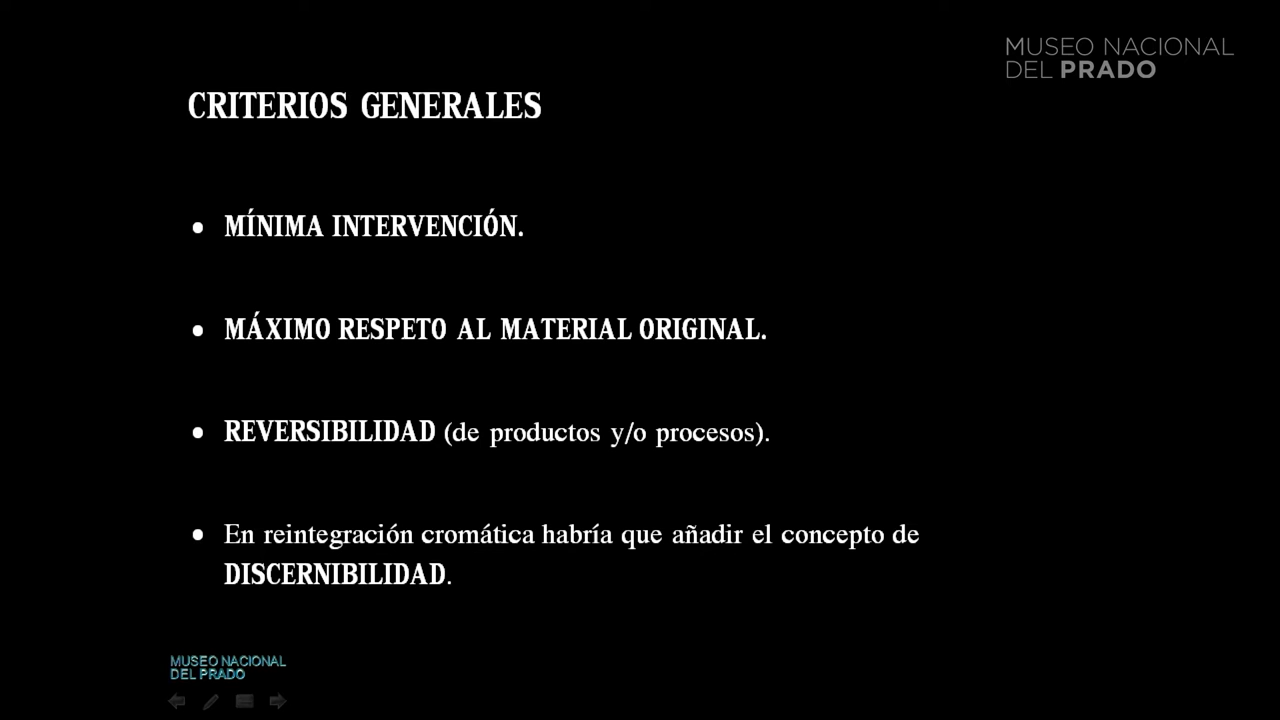 MUSEO NACIONAL
DEL PRADO
CRITERIOS GENERALES
• MÍNIMA INTERVENCIÓN.
• MÁXIMO RESPETO AL MATERIAL ORIGINAL.
• REVERSIBILIDAD (de productos y/o procesos).
• En reintegración cromática habría que añadir el concepto de
DISCERNIBILIDAD.
MUSEO NACIONAL
DEL PRADO